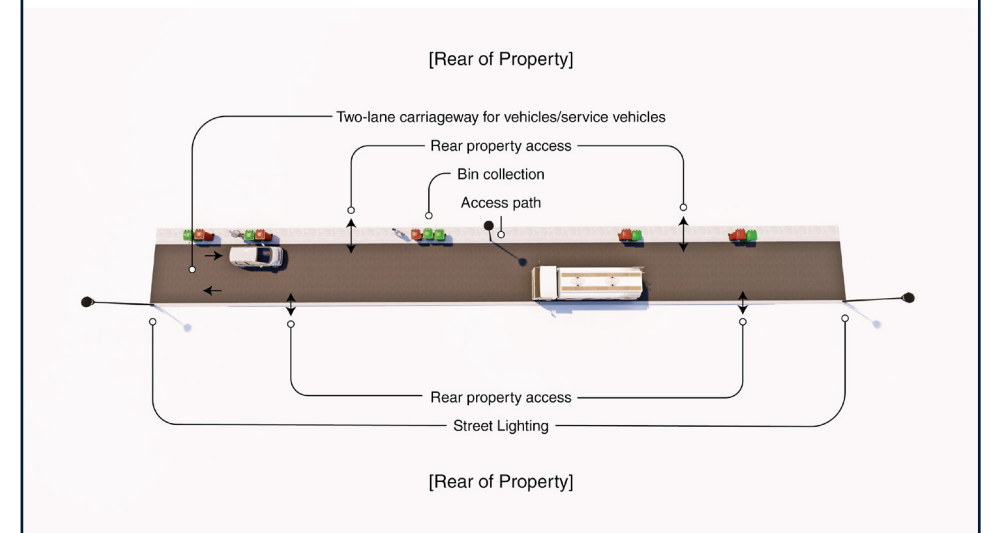 [Rear of Property]
Two-lane carriageway for vehicles/service vehicles
Rear property access
Bin collection
Access path
Rear property access
Street Lighting
[Rear of Property]